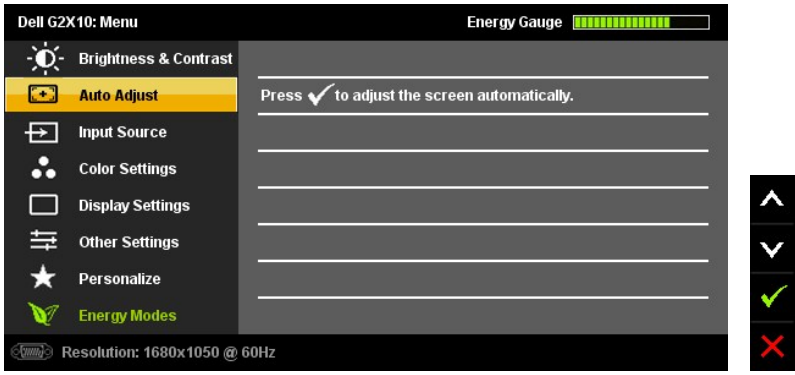 Dell G2X10: Menu
Energy Gauge
Brightness & Contrast
Auto Adjust
Press ✓ to adjust the screen automatically.
Input Source
Color Settings
Display Settings
Other Settings
Personalize
Energy Modes
Resolution: 1680x1050 @ 60Hz